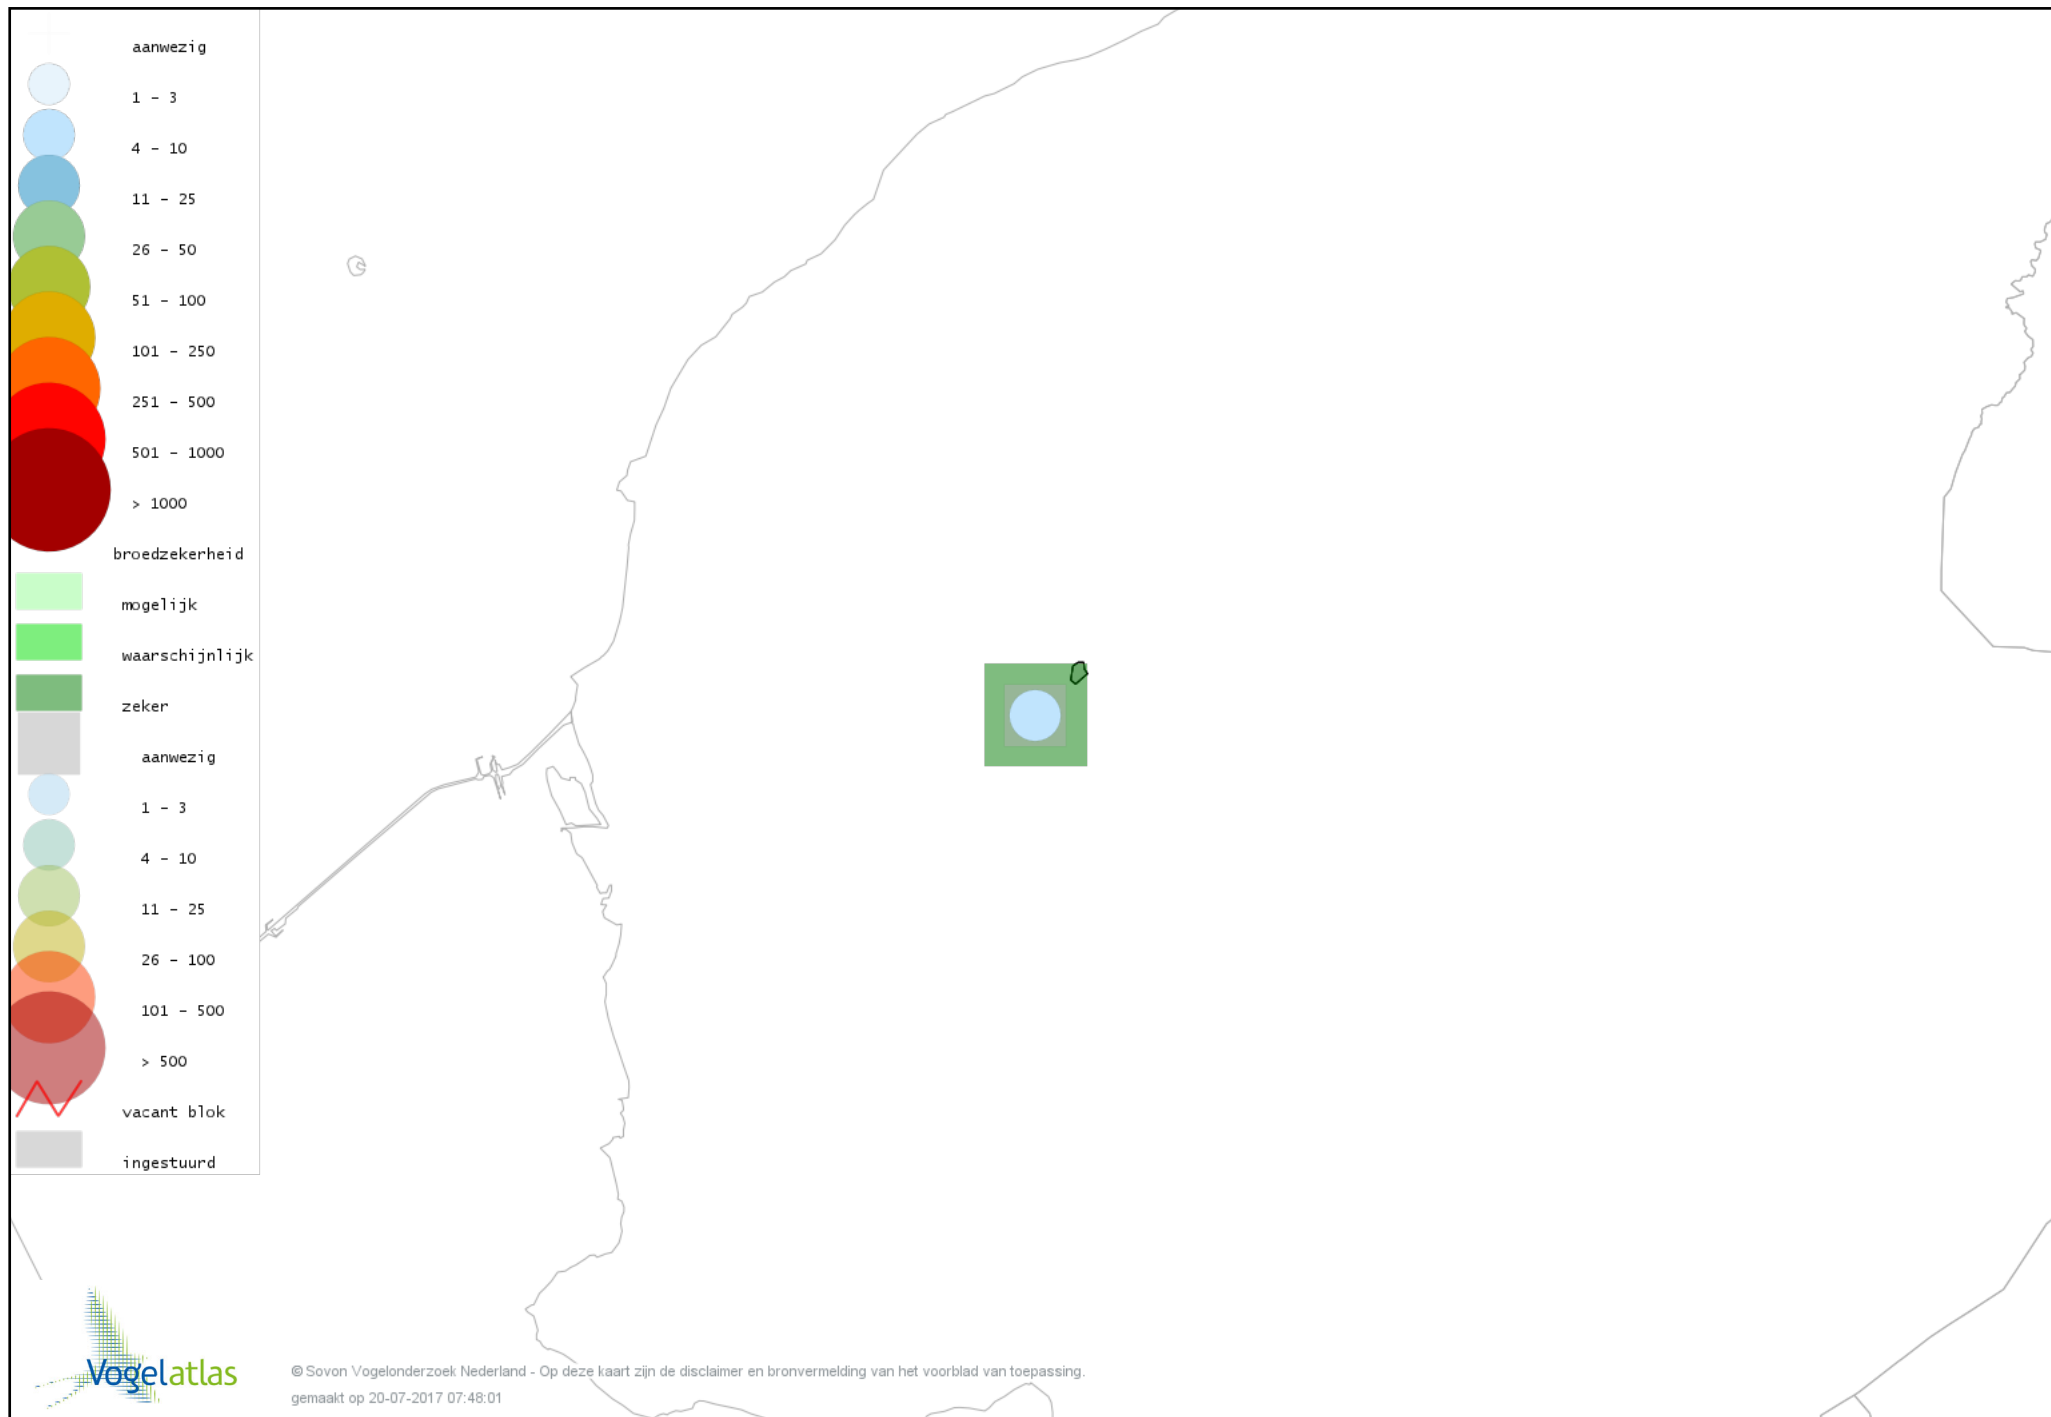 aanwezig
1 - 3
4 - 10
11 - 25
26 - 50
51 - 100
101 - 250
251 - 500
501 - 1000
> 1000
broedzekerheid
mogelijk
waarschijnlijk
zeker
aanwezig
1 - 3
4 - 10
11 - 25
26 - 100
101 - 500
> 500
vacant blok
ingestuurd
Vogelatlas
© Sovon Vogelonderzoek Nederland - Op deze kaart zijn de disclaimer en bronvermelding van het voorblad van toepassing.
gemaakt op 20-07-2017 07:48:01